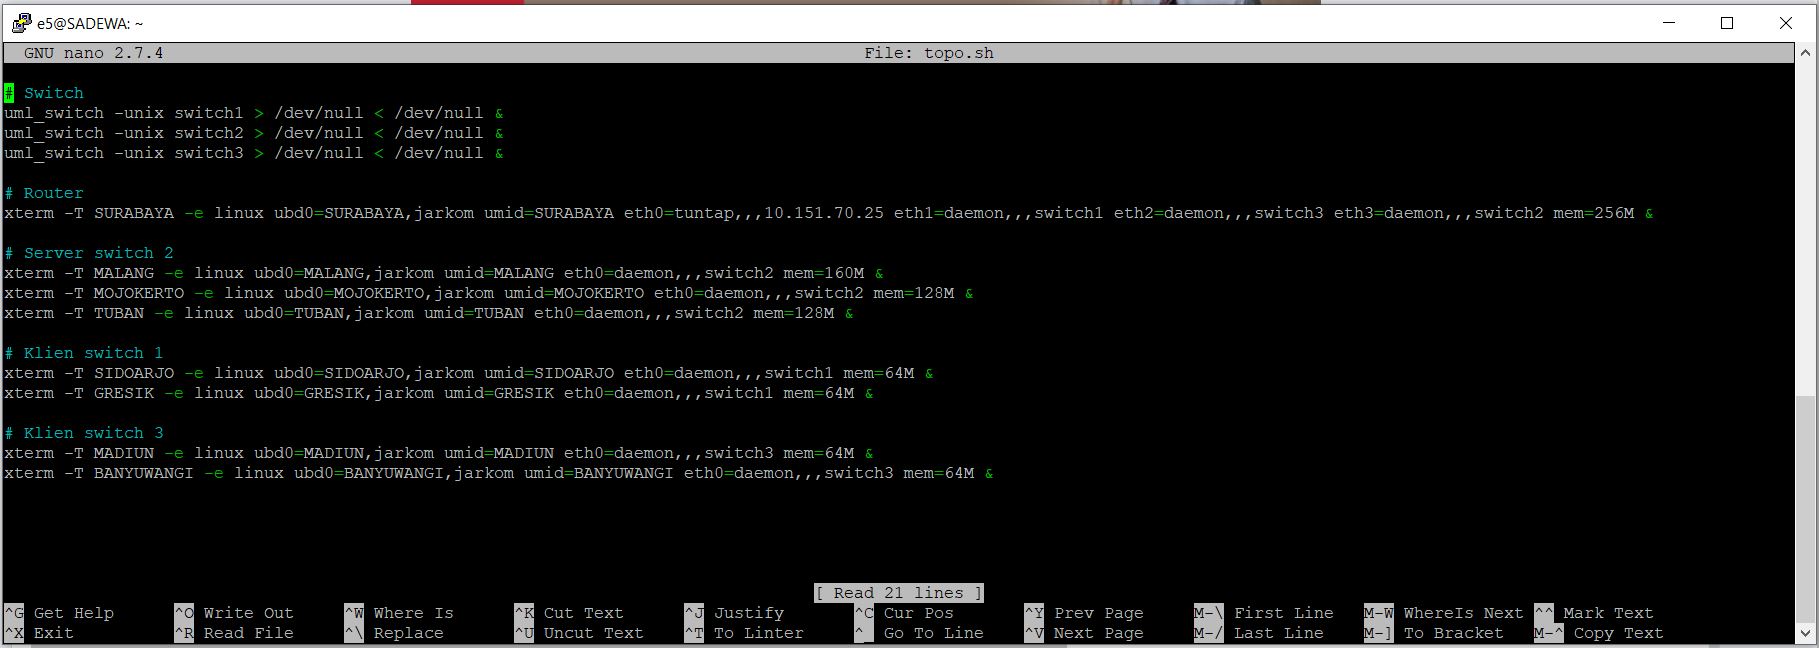 e5@SADEWA: ~
GNU nano 2.7.4 File: topo.sh
# Switch
uml_switch -unix switch1 > /dev/null < /dev/null &
uml_switch -unix switch2 > /dev/null < /dev/null &
uml_switch -unix switch3 > /dev/null < /dev/null &
# Router
xterm -T SURABAYA -e linux ubd0=SURABAYA,jarkom umid=SURABAYA eth0=tuntap,,,10.151.70.25 eth1=daemon,,,switch1 eth2=daemon,,,switch3 eth3=daemon,,,switch2 mem=256M &
# Server switch 2
xterm -T MALANG -e linux ubd0=MALANG,jarkom umid=MALANG eth0=daemon,,,switch2 mem=160M &
xterm -T MOJOKERTO -e linux ubd0=MOJOKERTO,jarkom umid=MOJOKERTO eth0=daemon,,,switch2 mem=128M &
xterm -T TUBAN -e linux ubd0=TUBAN,jarkom umid=TUBAN eth0=daemon,,,switch2 mem=128M &
# Klien switch 1
xterm -T SIDOARJO -e linux ubd0=SIDOARJO,jarkom umid=SIDOARJO eth0=daemon,,,switch1 mem=64M &
xterm -T GRESIK -e linux ubd0=GRESIK,jarkom umid=GRESIK eth0=daemon,,,switch1 mem=64M &
# Klien switch 3
xterm -T MADIUN -e linux ubd0=MADIUN,jarkom umid=MADIUN eth0=daemon,,,switch3 mem=64M &
xterm -T BANYUWANGI -e linux ubd0=BANYUWANGI,jarkom umid=BANYUWANGI eth0=daemon,,,switch3 mem=64M &
[ Read 21 lines ]
^G Get Help ^O Write Out ^W Where Is ^K Cut Text ^J Justify ^C Cur Pos ^Y Prev Page M-\ First Line M-W WhereIs Next ^^ Mark Text
^X Exit ^R Read File ^\ Replace ^U Uncut Text ^T To Linter ^_ Go To Line ^V Next Page M-/ Last Line M-] To Bracket M-^ Copy Text